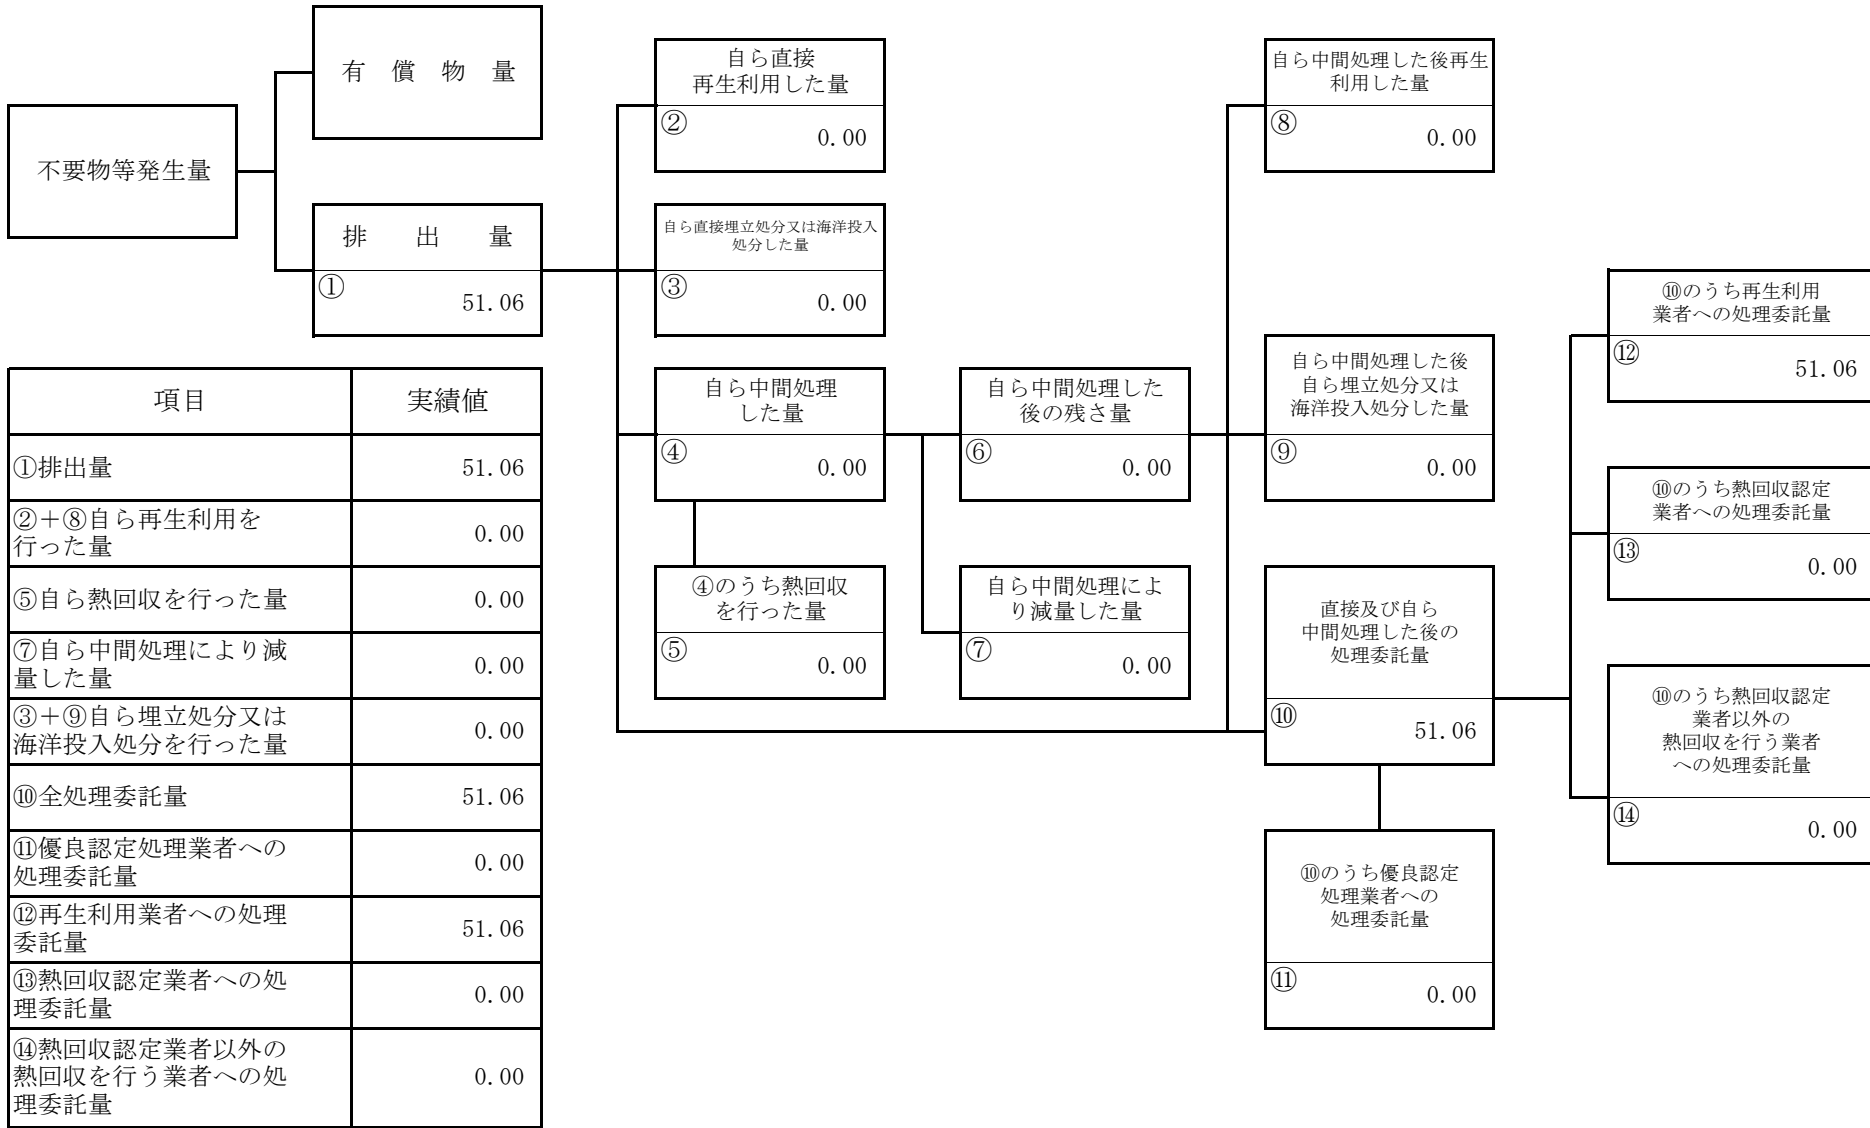 不要物等発生量
有　償　物　量
排　　出　　量
①
51.06
自ら直接
再生利用した量
②
0.00
自ら直接埋立処分又は海洋投入
処分した量
③
0.00
自ら中間処理
した量
④
0.00
④のうち熱回収
を行った量
⑤
0.00
自ら中間処理した
後の残さ量
⑥
0.00
自ら中間処理によ
り減量した量
⑦
0.00
自ら中間処理した後再生
利用した量
⑧
0.00
自ら中間処理した後
自ら埋立処分又は
海洋投入処分した量
⑨
0.00
直接及び自ら
中間処理した後の
処理委託量
⑩
51.06
⑩のうち優良認定
処理業者への
処理委託量
⑪
0.00
⑩のうち再生利用
業者への処理委託量
⑫
51.06
⑩のうち熱回収認定
業者への処理委託量
⑬
0.00
⑩のうち熱回収認定
業者以外の
熱回収を行う業者
への処理委託量
⑭
0.00
項目 実績値
①排出量 51.06
②＋⑧自ら再生利用を
行った量 0.00
⑤自ら熱回収を行った量 0.00
⑦自ら中間処理により減
量した量 0.00
③＋⑨自ら埋立処分又は
海洋投入処分を行った量 0.00
⑩全処理委託量 51.06
⑪優良認定処理業者への
処理委託量 0.00
⑫再生利用業者への処理
委託量 51.06
⑬熱回収認定業者への処
理委託量 0.00
⑭熱回収認定業者以外の
熱回収を行う業者への処
理委託量 0.00